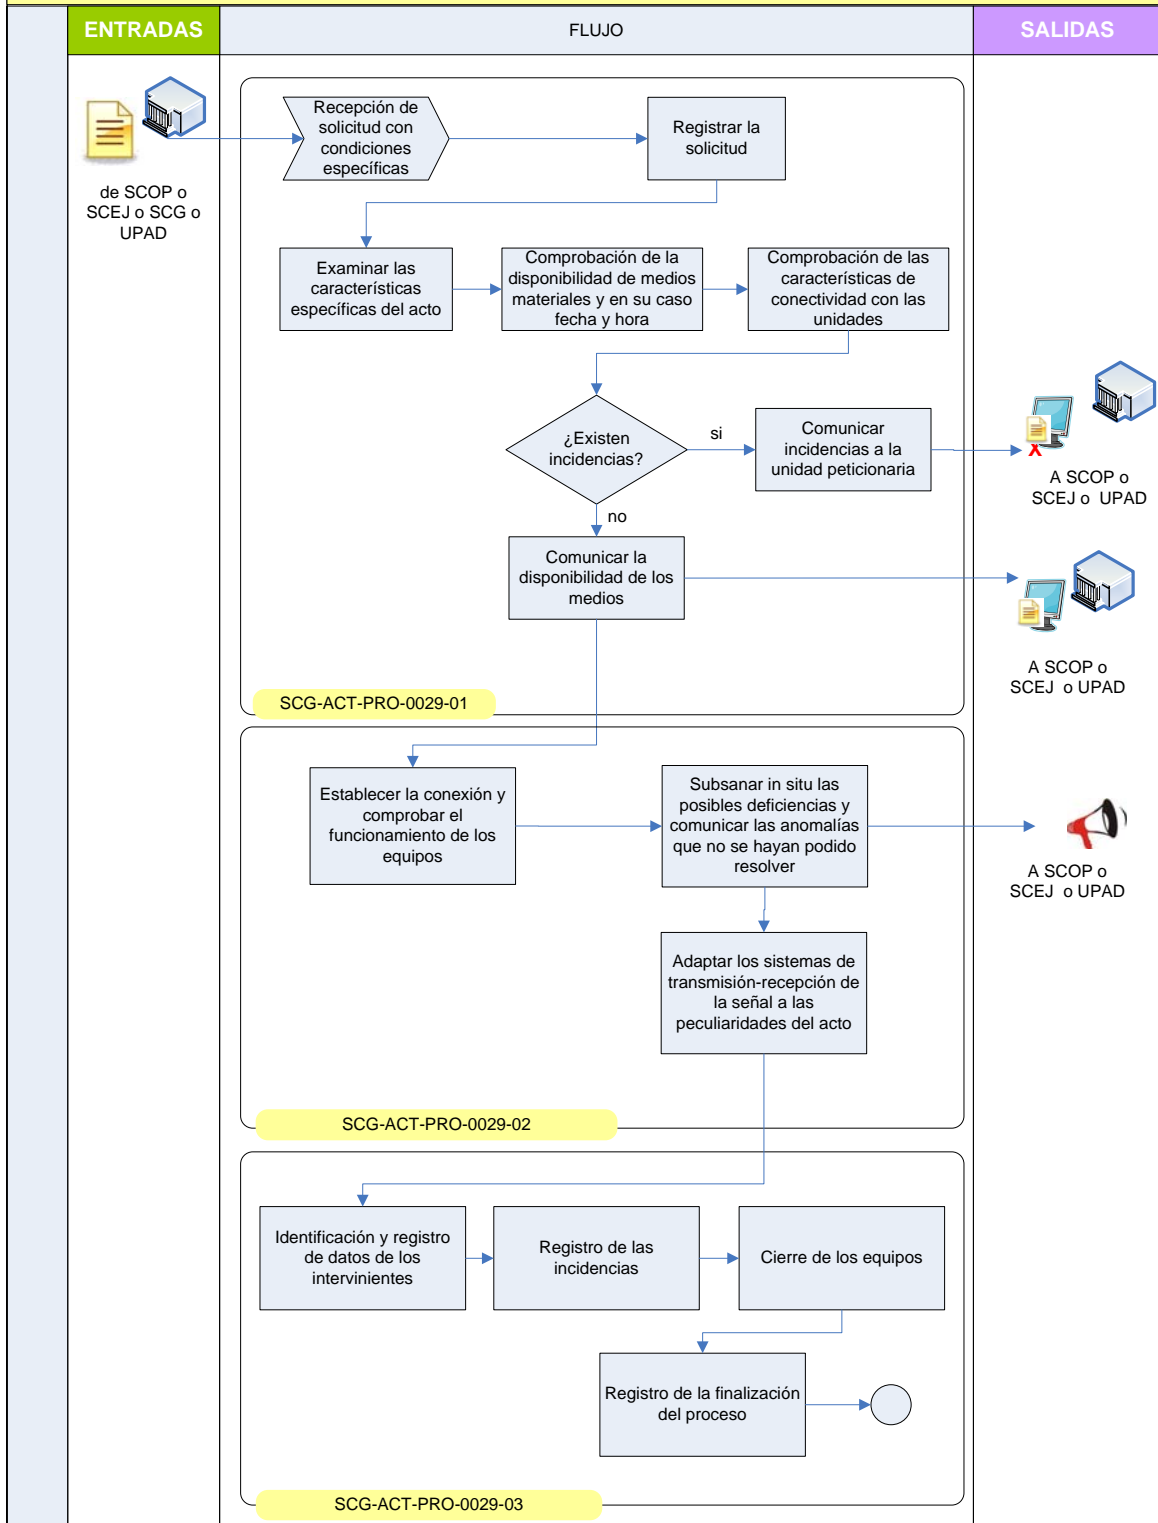 ENTRADAS
FLUJO
SALIDAS
de SCOP o
SCEJ o SCG o
UPAD
Recepción de
solicitud con
condiciones
específicas
Registrar la
solicitud
Examinar las
características
específicas del acto
Comprobación de la
disponibilidad de medios
materiales y en su caso
fecha y hora
Comprobación de las
características de
conectividad con las
unidades
¿Existen
incidencias?
si
Comunicar
incidencias a la
unidad peticionaria
X
A SCOP o
SCEJ o UPAD
no
Comunicar la
disponibilidad de los
medios
A SCOP o
SCEJ o UPAD
SCG-ACT-PRO-0029-01
Establecer la conexión y
comprobar el
funcionamiento de los
equipos
Subsanar in situ las
posibles deficiencias y
comunicar las anomalías
que no se hayan podido
resolver
A SCOP o
SCEJ o UPAD
Adaptar los sistemas de
transmisión-recepción de
la señal a las
peculiaridades del acto
SCG-ACT-PRO-0029-02
Identificación y registro
de datos de los
intervinientes
Registro de las
incidencias
Cierre de los equipos
Registro de la finalización
del proceso
SCG-ACT-PRO-0029-03